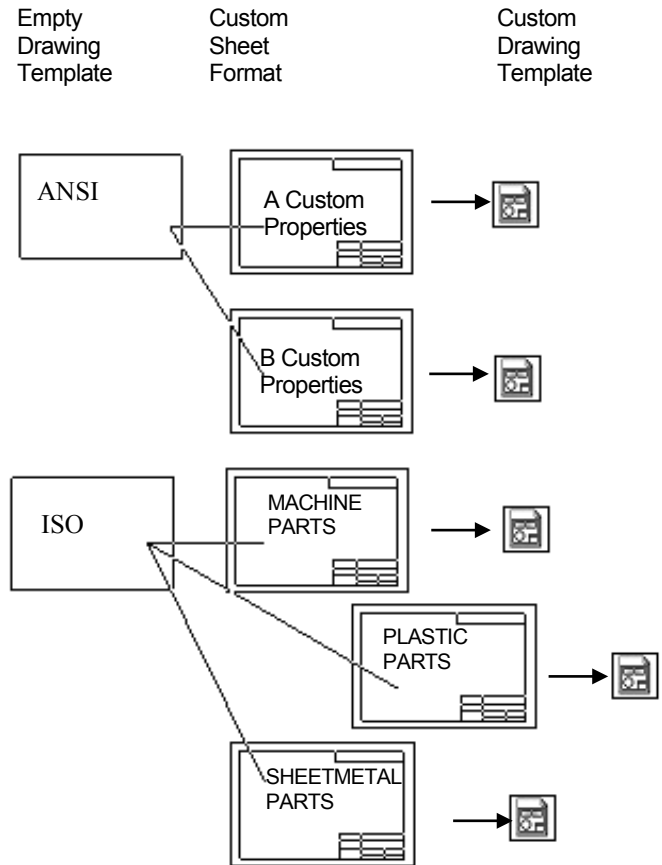 Empty
Drawing
Template
Custom
Sheet
Format
Custom
Drawing
Template
ANSI
A Custom
Properties
B Custom
Properties
ISO
MACHINE
PARTS
PLASTIC
PARTS
SHEETMETAL
PARTS